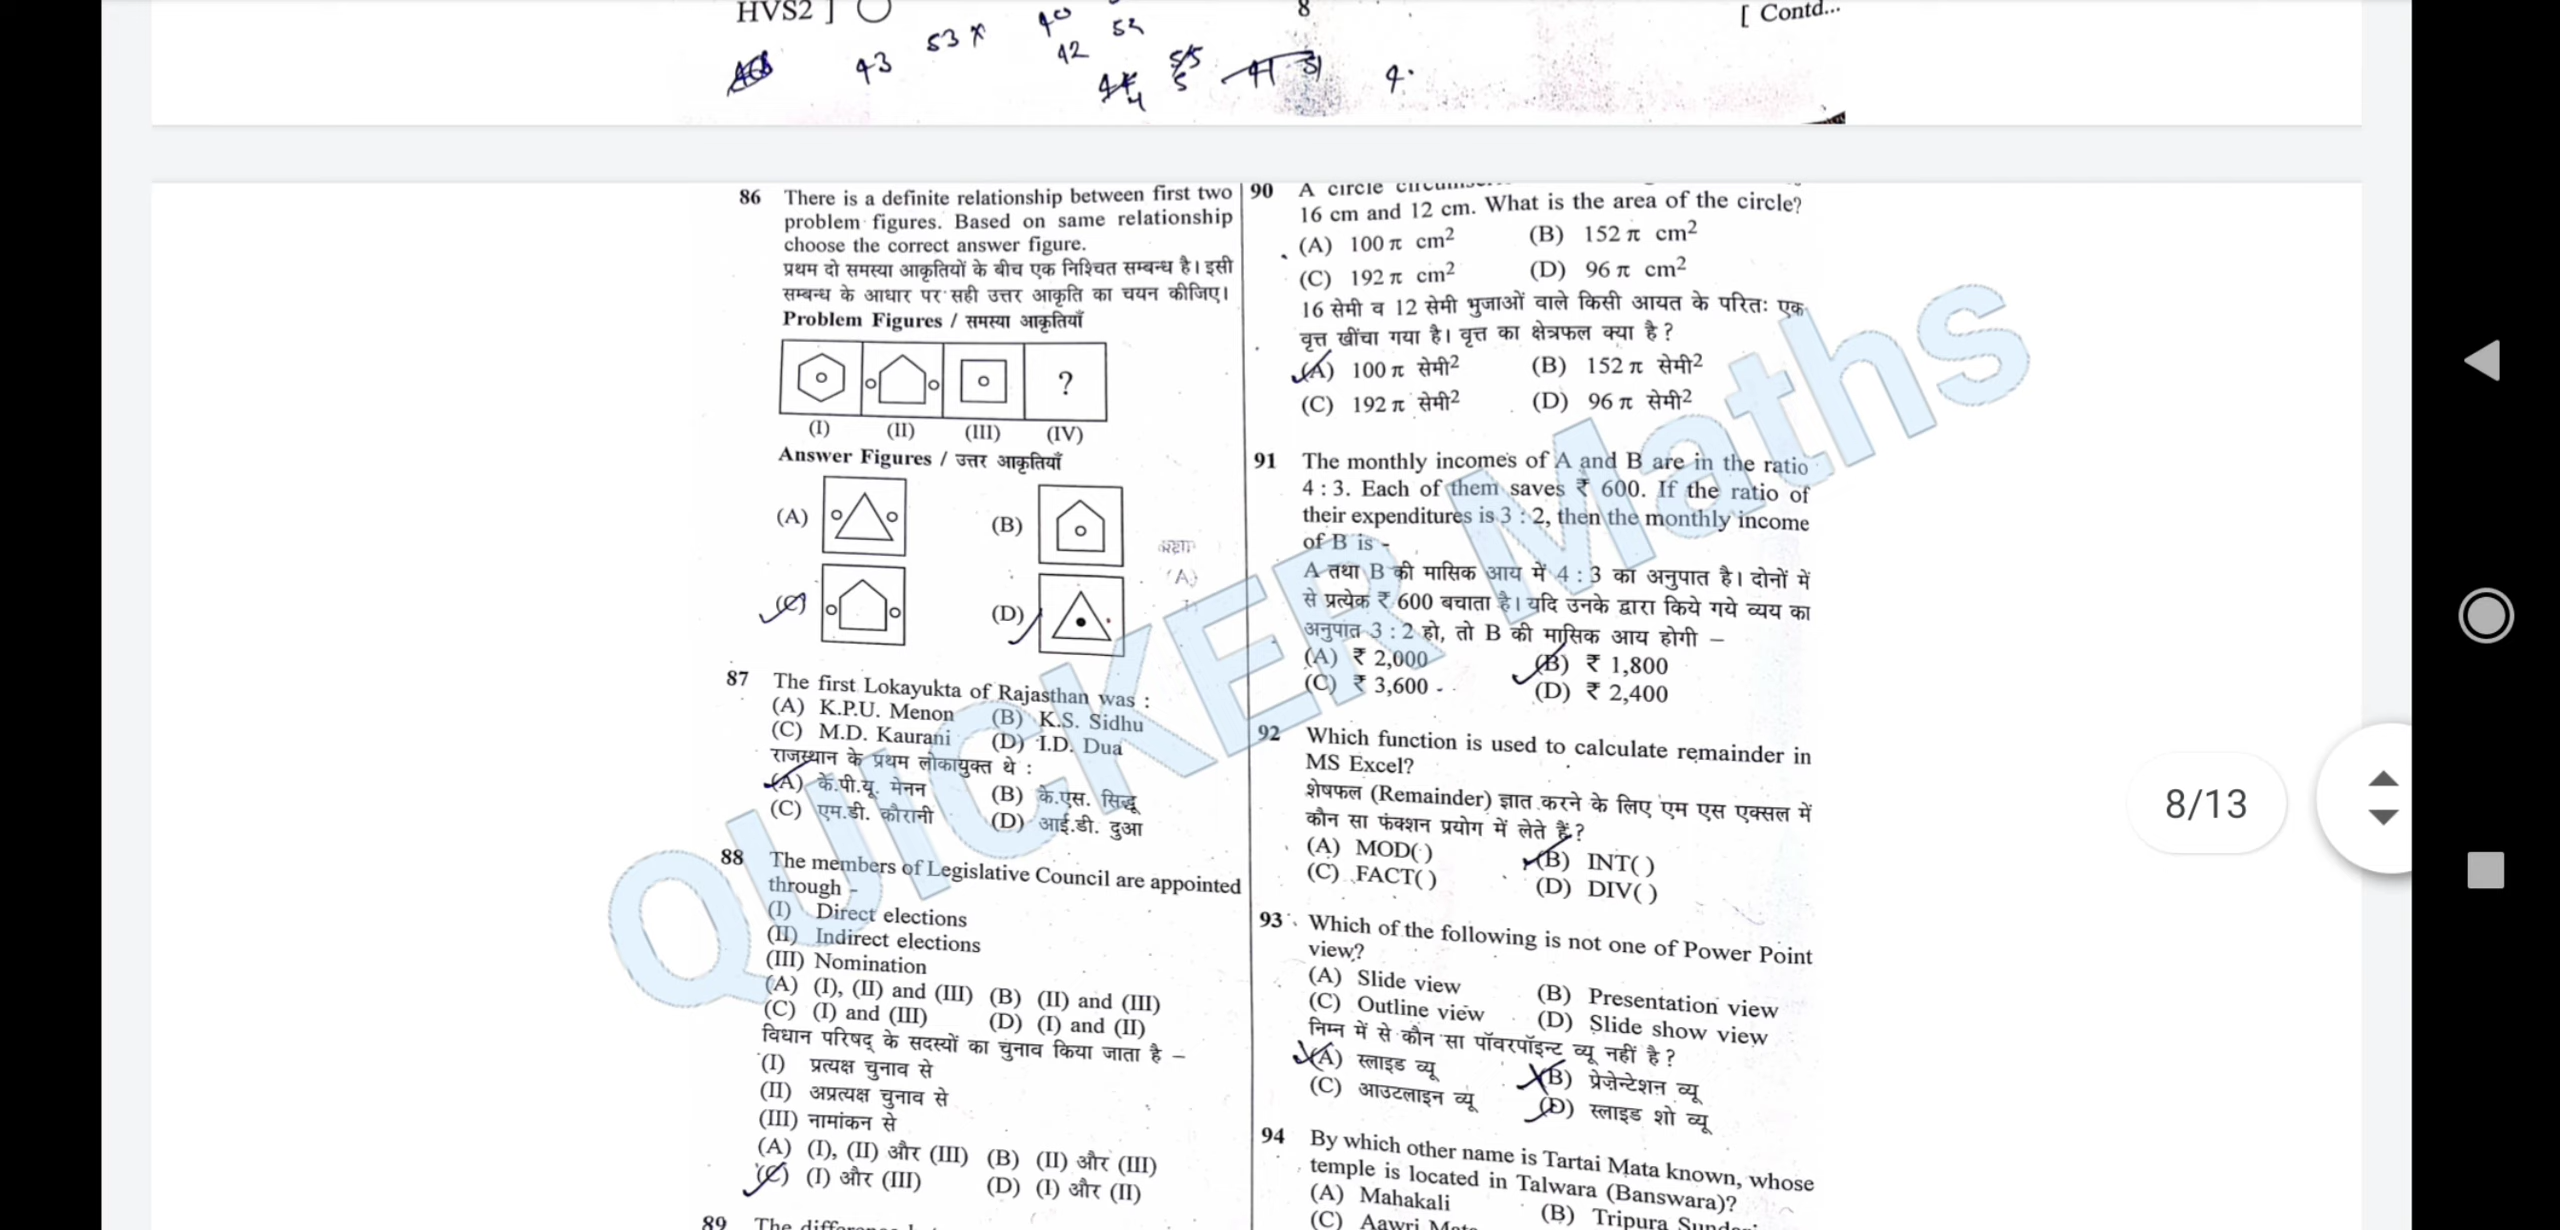 HVS2 ]
8
[ Contd...
43
53 x
40
42
52
4.
86 There is a definite relationship between first two
problem figures. Based on same relationship
choose the correct answer figure.
प्रथम दो समस्या आकृतियों के बीच एक निश्चित सम्बन्ध है। इसी
सम्बन्ध के आधार पर सही उत्तर आकृति का चयन कीजिए।
Problem Figures / समस्या आकृतियाँ
?
(I) (II) (III) (IV)
Answer Figures / उत्तर आकृतियाँ
(A) (B)
(C) (D)
87 The first Lokayukta of Rajasthan was :
(A) K.P.U. Menon (B) K.S. Sidhu
(C) M.D. Kaurani (D) I.D. Dua
राजस्थान के प्रथम लोकायुक्त थे :
(A) के.पी.यू. मेनन (B) के.एस. सिद्धू
(C) एम.डी. कौरानी (D) आई.डी. दुआ
88 The members of Legislative Council are appointed
through -
(I) Direct elections
(II) Indirect elections
(III) Nomination
(A) (I), (II) and (III) (B) (II) and (III)
(C) (I) and (III) (D) (I) and (II)
विधान परिषद् के सदस्यों का चुनाव किया जाता है –
(I) प्रत्यक्ष चुनाव से
(II) अप्रत्यक्ष चुनाव से
(III) नामांकन से
(A) (I), (II) और (III) (B) (II) और (III)
(C) (I) और (III) (D) (I) और (II)
89 The
90 A circle
16 cm and 12 cm. What is the area of the circle?
(A) 100 π cm² (B) 152 π cm²
(C) 192 π cm² (D) 96 π cm²
16 सेमी व 12 सेमी भुजाओं वाले किसी आयत के परितः एक
वृत्त खींचा गया है। वृत्त का क्षेत्रफल क्या है ?
(A) 100 π सेमी² (B) 152 π सेमी²
(C) 192 π सेमी² (D) 96 π सेमी²
91 The monthly incomes of A and B are in the ratio
4 : 3. Each of them saves ₹ 600. If the ratio of
their expenditures is 3 : 2, then the monthly income
of B is -
A तथा B की मासिक आय में 4 : 3 का अनुपात है। दोनों में
से प्रत्येक ₹ 600 बचाता है। यदि उनके द्वारा किये गये व्यय का
अनुपात 3 : 2 हो, तो B की मासिक आय होगी –
(A) ₹ 2,000 (B) ₹ 1,800
(C) ₹ 3,600 (D) ₹ 2,400
92 Which function is used to calculate remainder in
MS Excel?
शेषफल (Remainder) ज्ञात करने के लिए एम एस एक्सल में
कौन सा फंक्शन प्रयोग में लेते हैं ?
(A) MOD( ) (B) INT( )
(C) FACT( ) (D) DIV( )
93 Which of the following is not one of Power Point
view?
(A) Slide view (B) Presentation view
(C) Outline view (D) Slide show view
निम्न में से कौन सा पॉवरपॉइन्ट व्यू नहीं है ?
(A) स्लाइड व्यू (B) प्रेजेन्टेशन व्यू
(C) आउटलाइन व्यू (D) स्लाइड शो व्यू
94 By which other name is Tartai Mata known, whose
temple is located in Talwara (Banswara)?
(A) Mahakali (B) Tripura
(C) Aawri
QUICKER Maths
8/13